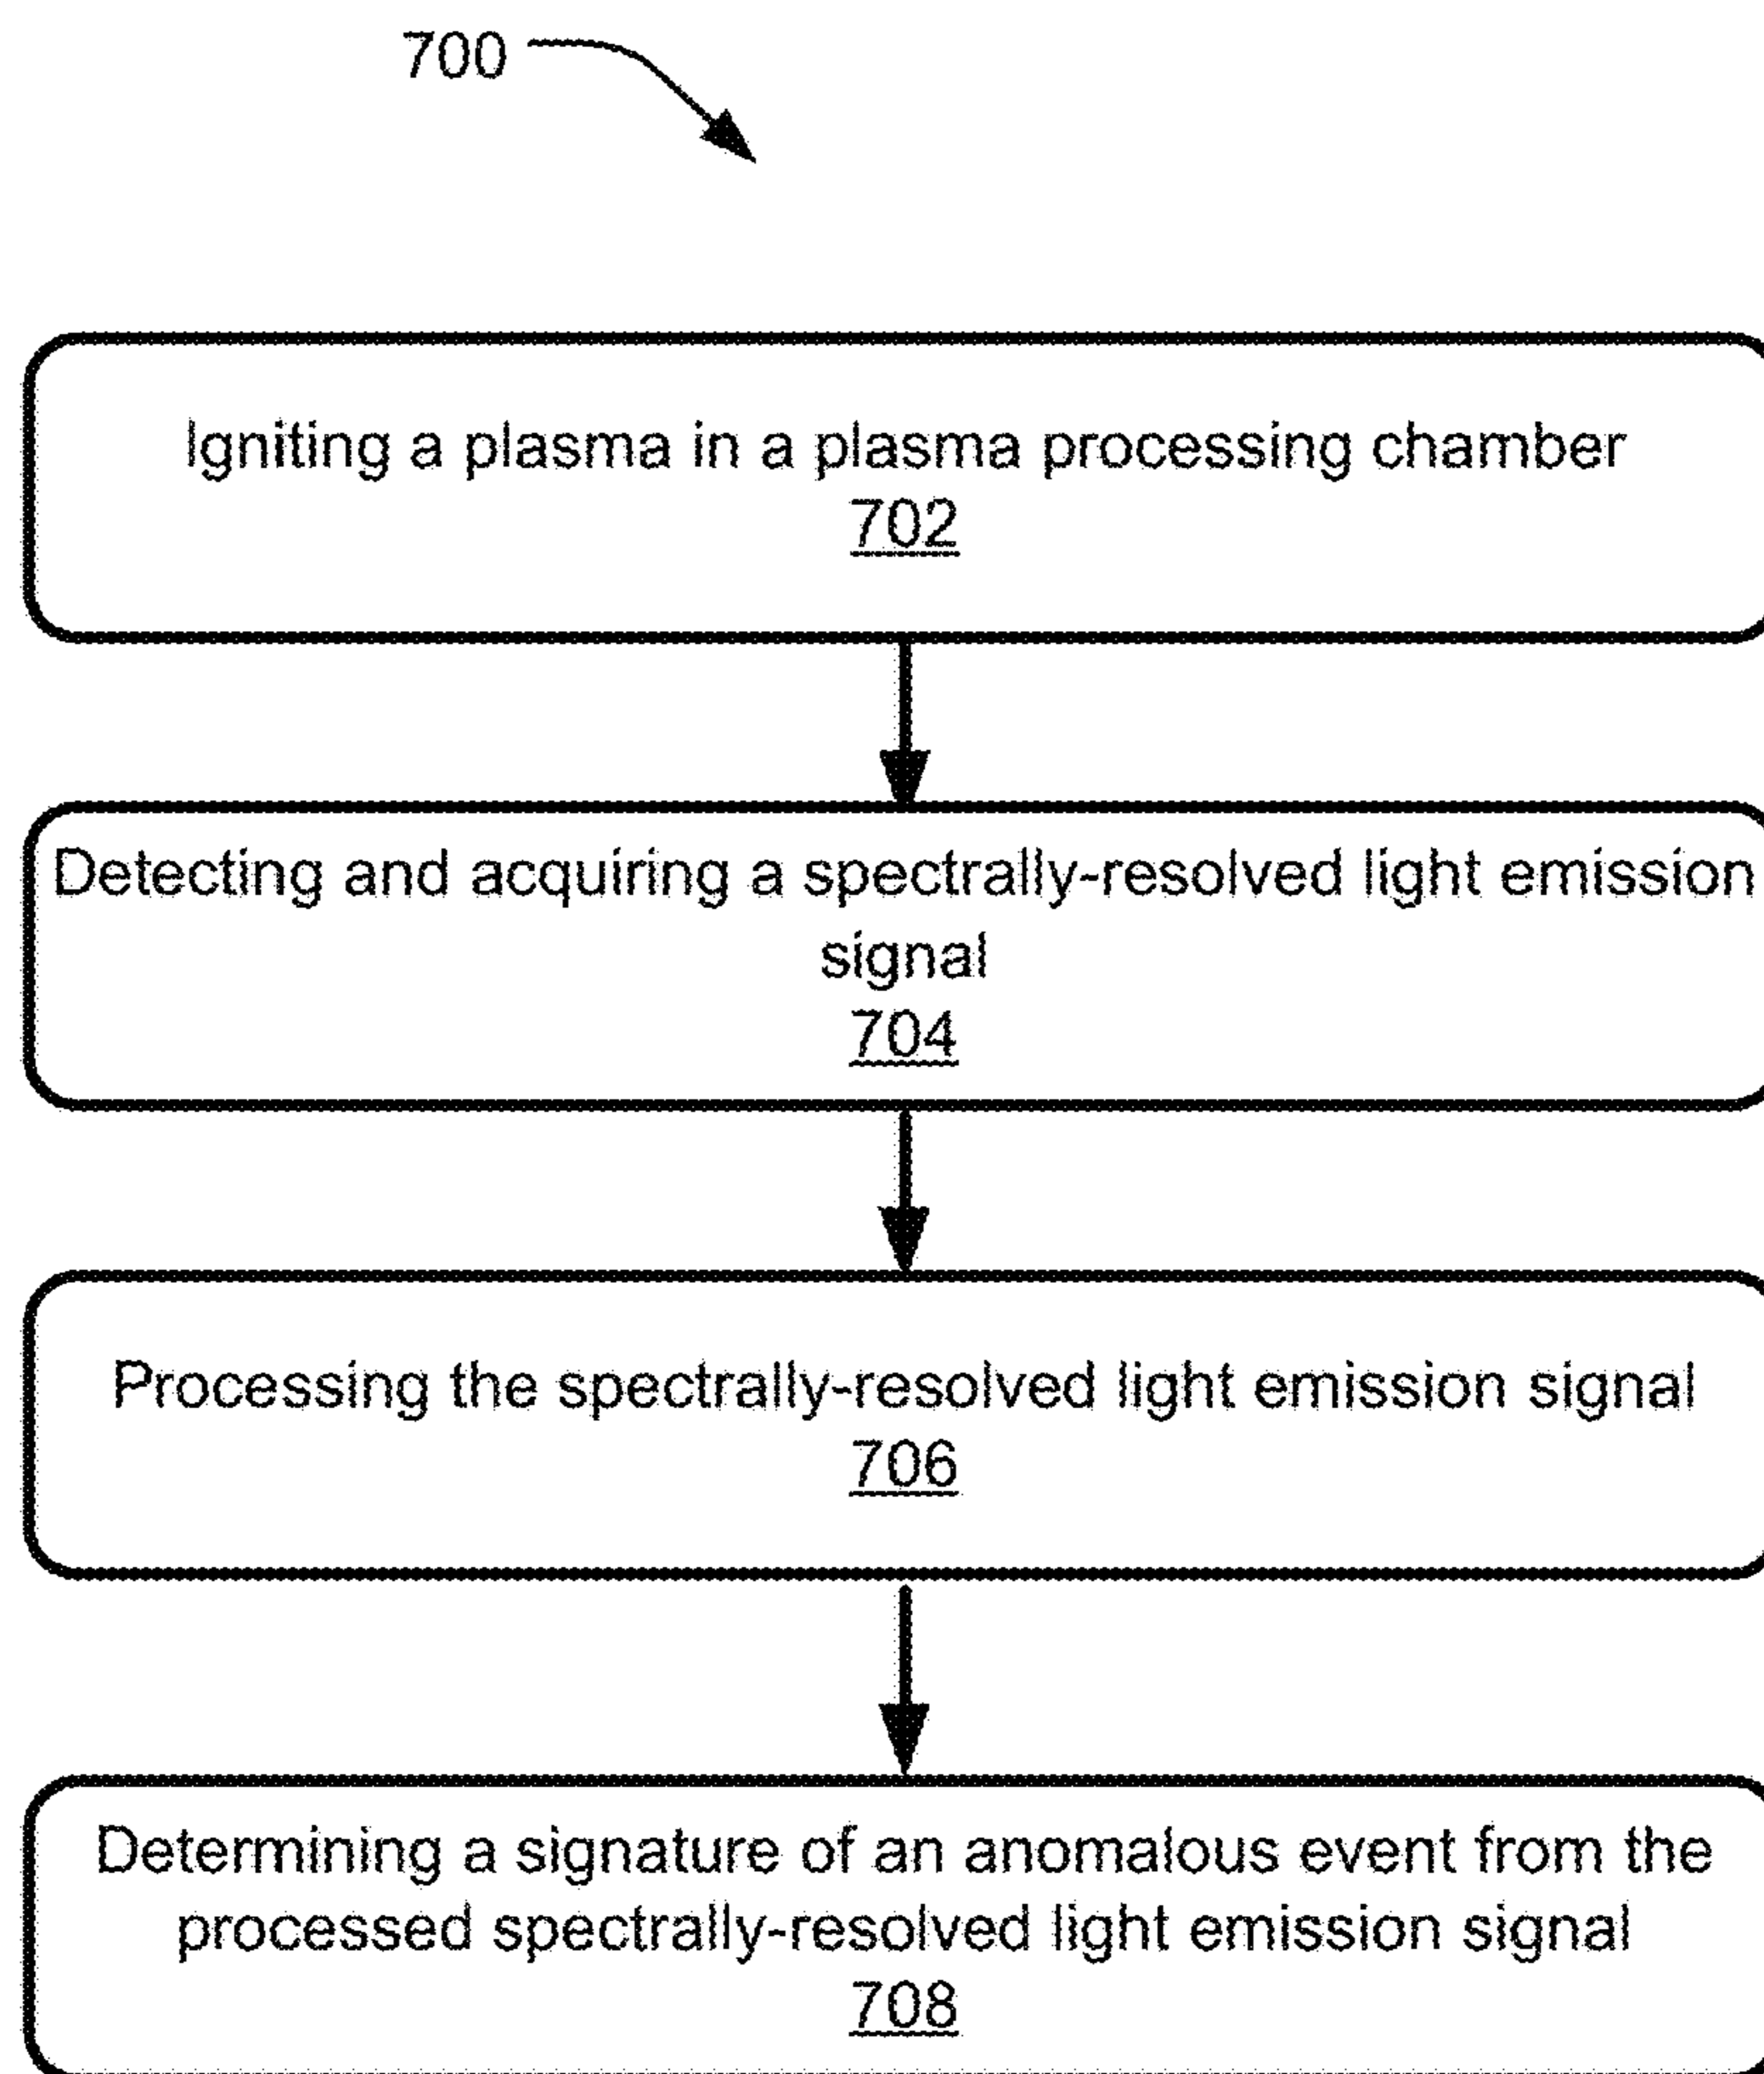 700
Igniting a plasma in a plasma processing chamber
702
Detecting and acquiring a spectrally-resolved light emission
signal
704
Processing the spectrally-resolved light emission signal
706
Determining a signature of an anomalous event from the
processed spectrally-resolved light emission signal
708